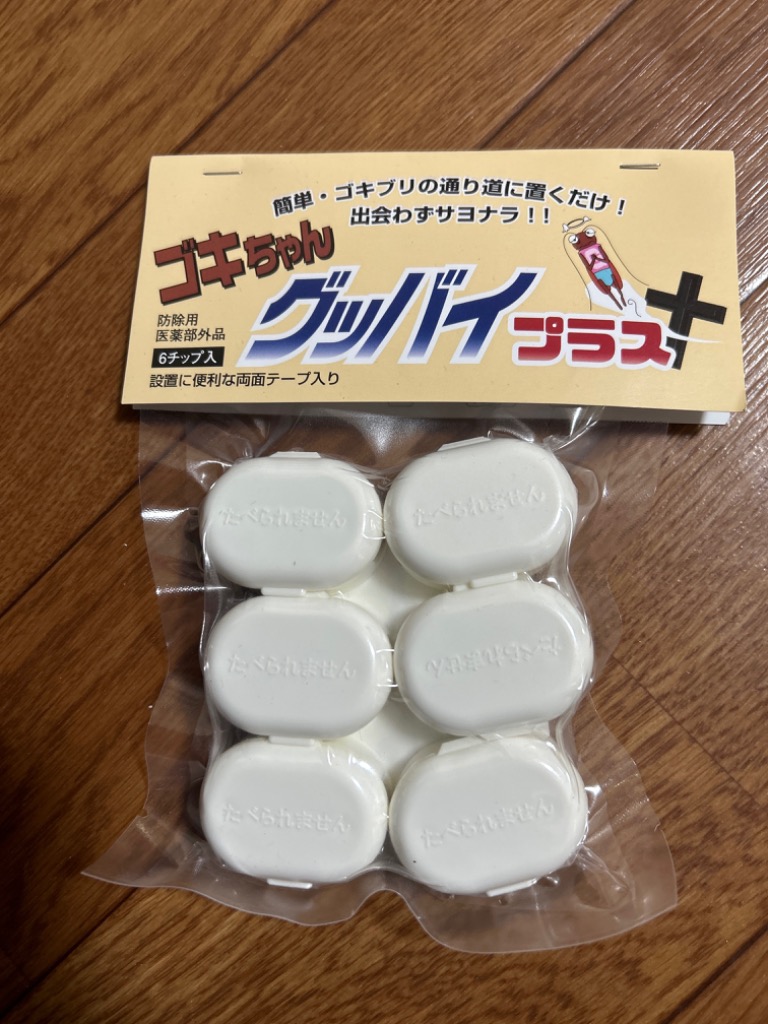 簡単・ゴキブリの通り道に置くだけ！
出会わずサヨナラ！！
ゴキちゃん
グッバイ
プラス＋
防除用
医薬部外品
6チップ入
設置に便利な両面テープ入り
たべられません
たべられません
たべられません
たべられません
たべられません
たべられません